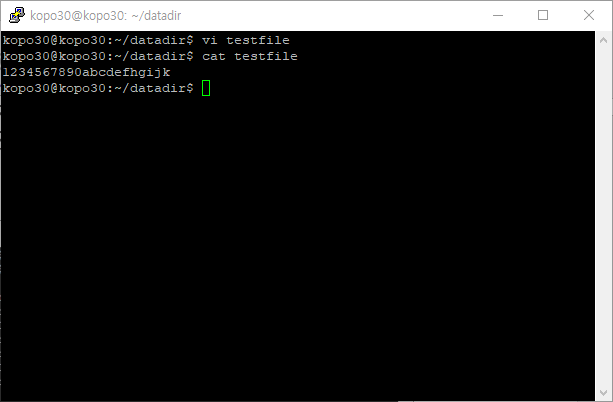 kopo30@kopo30: ~/datadir
kopo30@kopo30:~/datadir$ vi testfile
kopo30@kopo30:~/datadir$ cat testfile
1234567890abcdefhgijk
kopo30@kopo30:~/datadir$